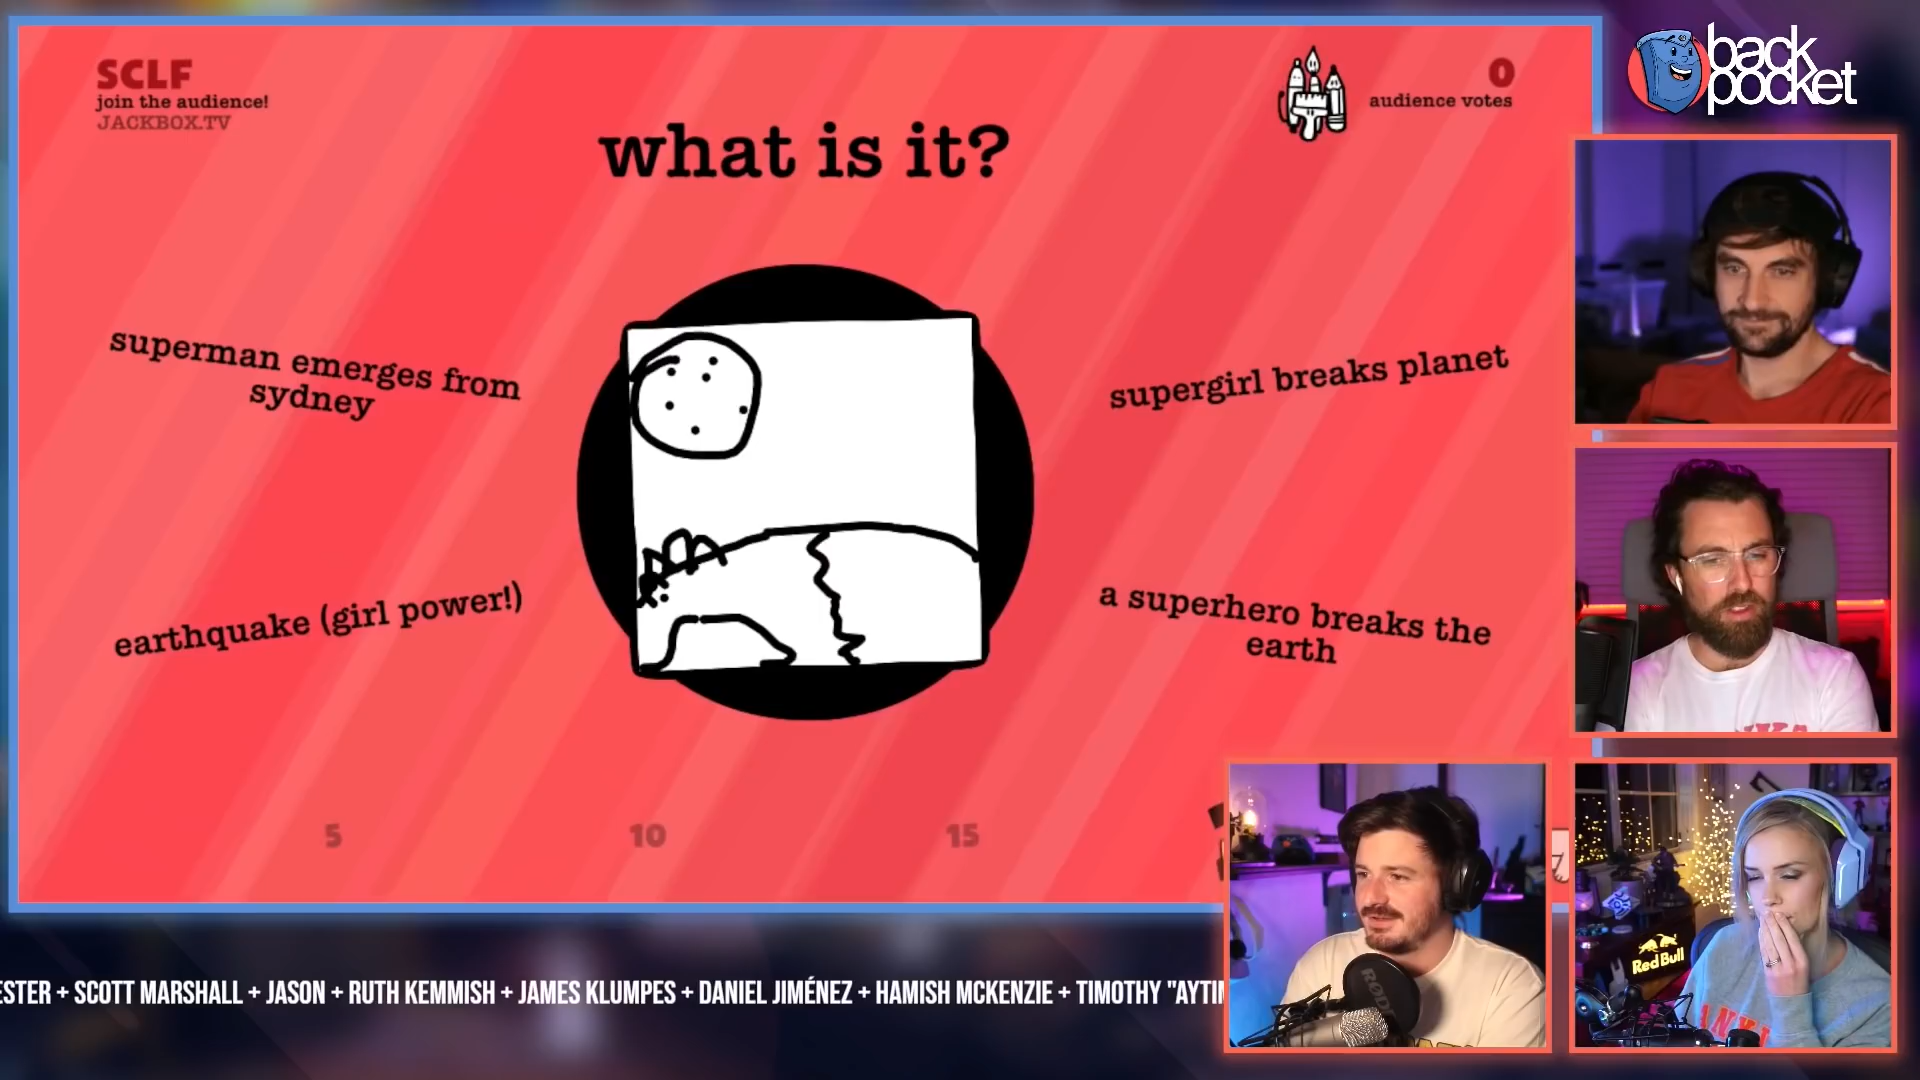 SCLF
join the audience!
JACKBOX.TV
0
audience votes
back
pocket
what is it?
superman emerges from
sydney
supergirl breaks planet
earthquake (girl power!)
a superhero breaks the
earth
5
10
15
RØDE
Red Bull
ESTER + SCOTT MARSHALL + JASON + RUTH KEMMISH + JAMES KLUMPES + DANIEL JIMÉNEZ + HAMISH MCKENZIE + TIMOTHY "AYTI